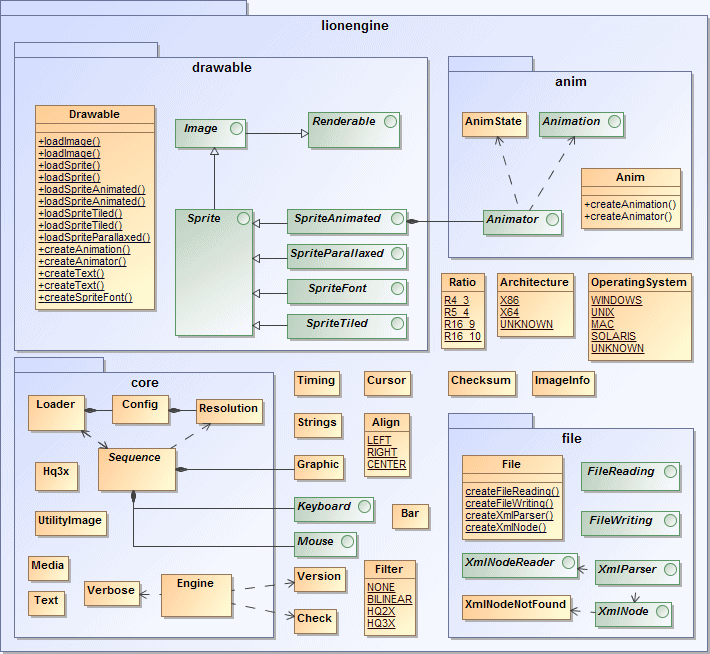 lionengine
drawable
Drawable
+loadImage()
+loadImage()
+loadSprite()
+loadSprite()
+loadSpriteAnimated()
+loadSpriteAnimated()
+loadSpriteTiled()
+loadSpriteTiled()
+loadSpriteParallaxed()
+createAnimation()
+createAnimator()
+createText()
+createText()
+createSpriteFont()
Image
Renderable
Sprite
SpriteAnimated
SpriteParallaxed
SpriteFont
SpriteTiled
anim
AnimState
Animation
Anim
+createAnimation()
+createAnimator()
Animator
Ratio
R4_3
R5_4
R16_9
R16_10
Architecture
X86
X64
UNKNOWN
OperatingSystem
WINDOWS
UNIX
MAC
SOLARIS
UNKNOWN
core
Loader
Config
Resolution
Sequence
Hq3x
UtilityImage
Media
Text
Verbose
Engine
Timing
Cursor
Checksum
ImageInfo
Strings
Align
LEFT
RIGHT
CENTER
Graphic
Keyboard
Bar
Mouse
Version
Check
Filter
NONE
BILINEAR
HQ2X
HQ3X
file
File
createFileReading()
createFileWriting()
createXmlParser()
createXmlNode()
FileReading
FileWriting
XmlNodeReader
XmlParser
XmlNodeNotFound
XmlNode